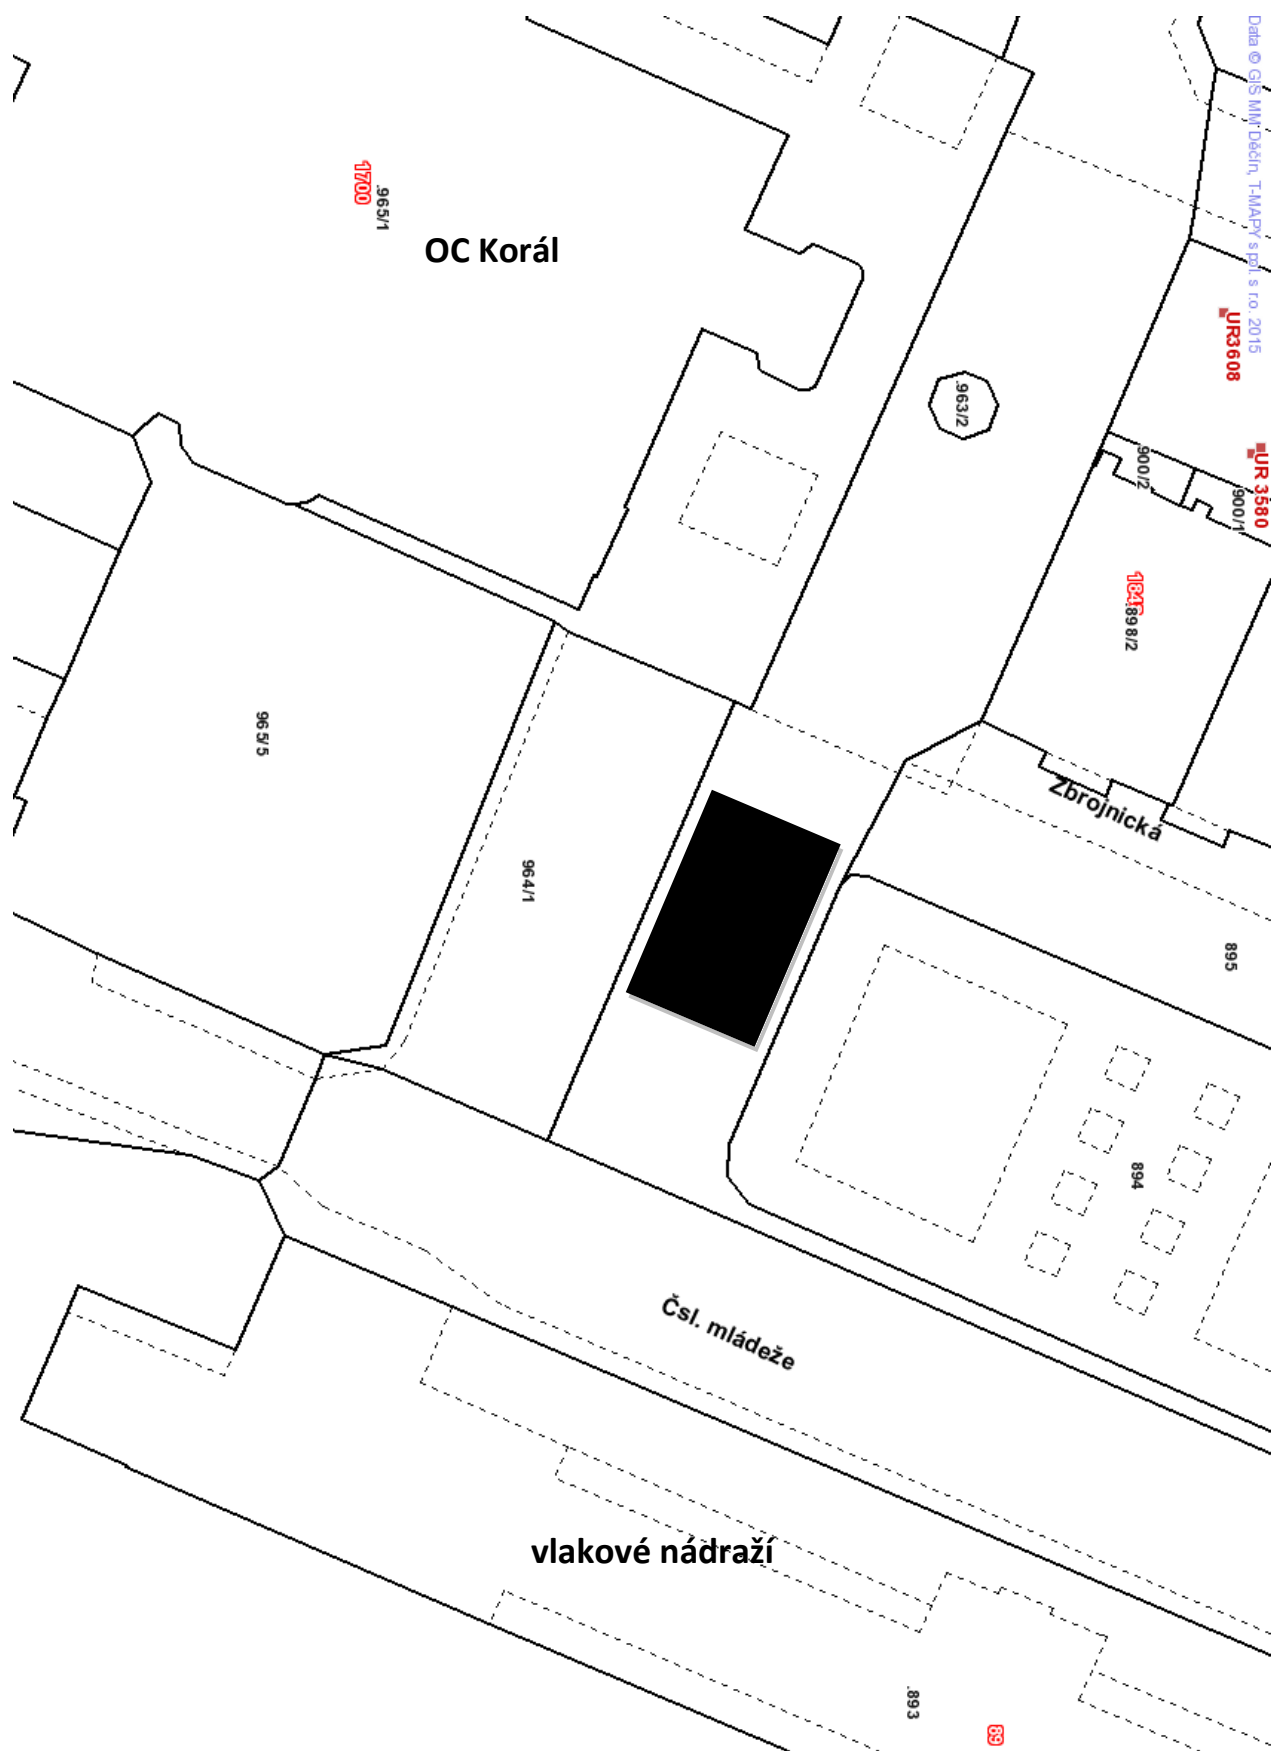 Data © GIS MM Děčín, T-MAPY spol. s r.o. 2015
1700
.965/1
OC Korál
UR3608
.963/2
UR 3580
900/2
900/1
.898/2
965/5
Zbrojnická
964/1
895
894
Čsl. mládeže
vlakové nádraží
.893
89